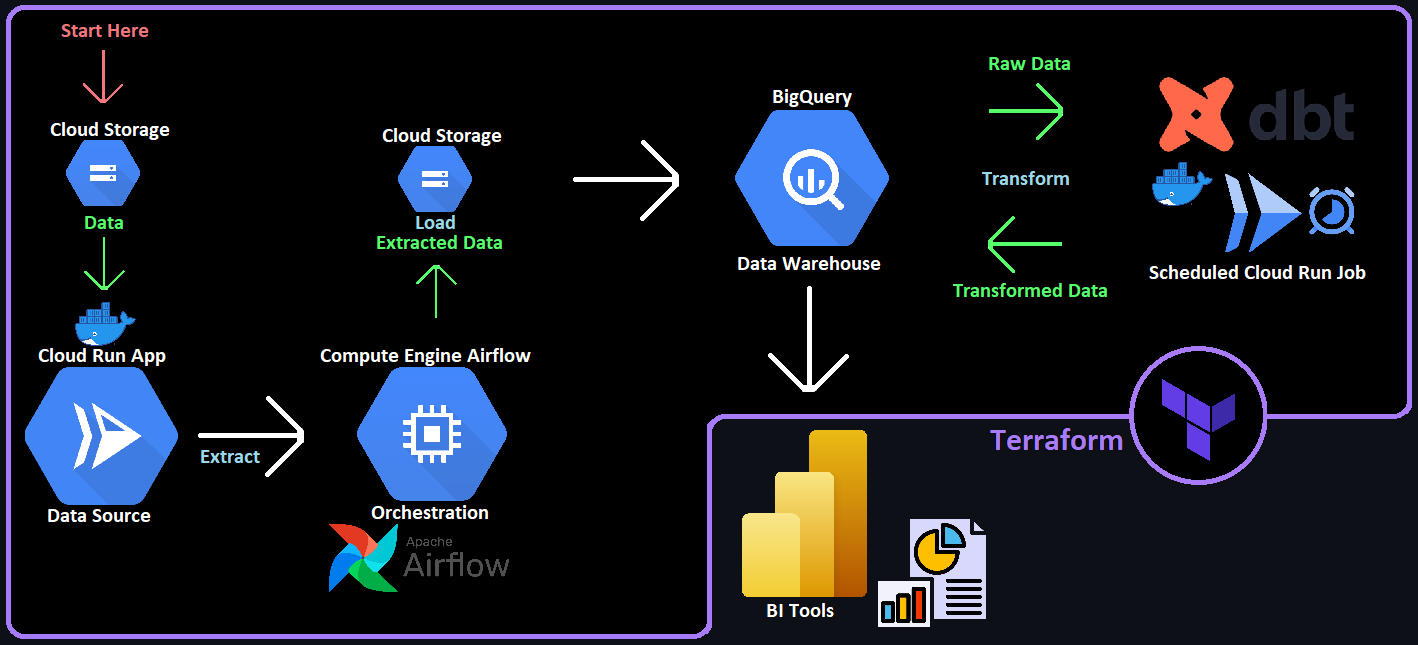 Start Here
Cloud Storage
Data
Cloud Run App
Data Source
Extract
Cloud Storage
Load
Extracted Data
Compute Engine Airflow
Orchestration
Apache
Airflow
BigQuery
Data Warehouse
Raw Data
Transform
Transformed Data
dbt
Scheduled Cloud Run Job
Terraform
BI Tools